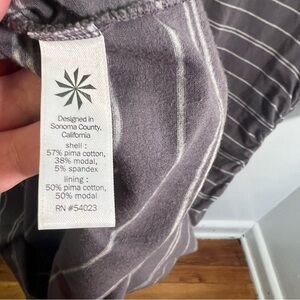 Designed in
Sonoma County,
California
shell :
57% pima cotton,
38% modal,
5% spandex
lining :
50% pima cotton,
50% modal
RN #54023